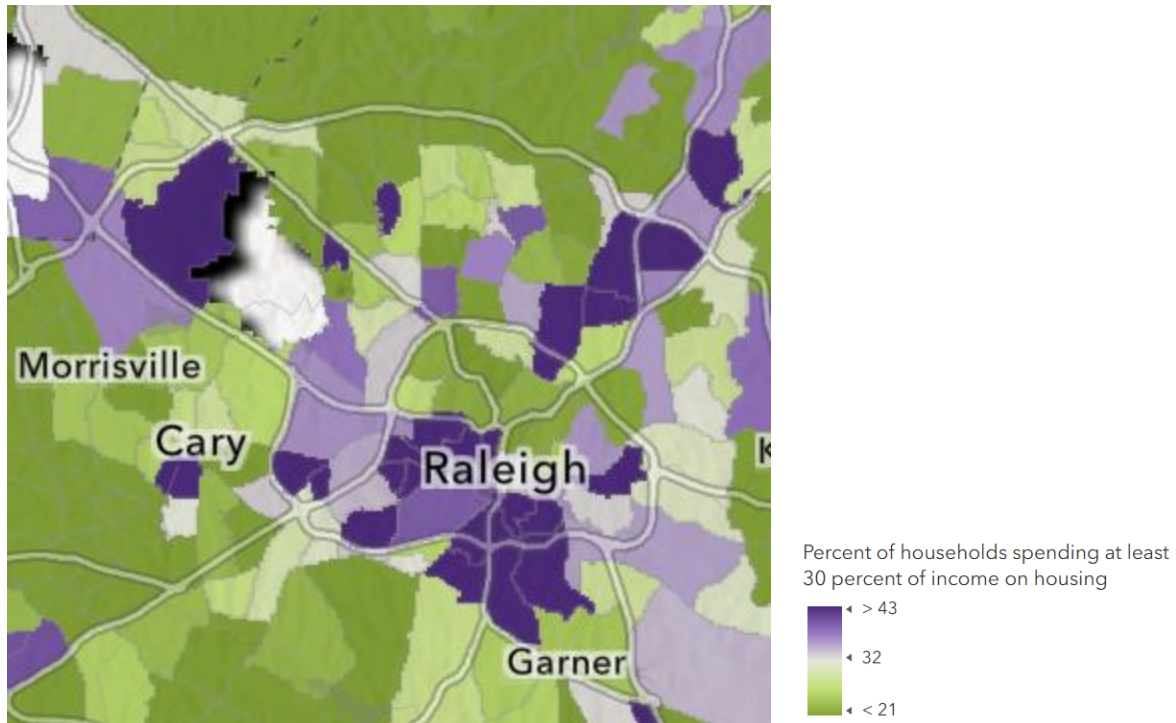 Morrisville
Cary
Raleigh
K
Garner
Percent of households spending at least
30 percent of income on housing
> 43
32
< 21